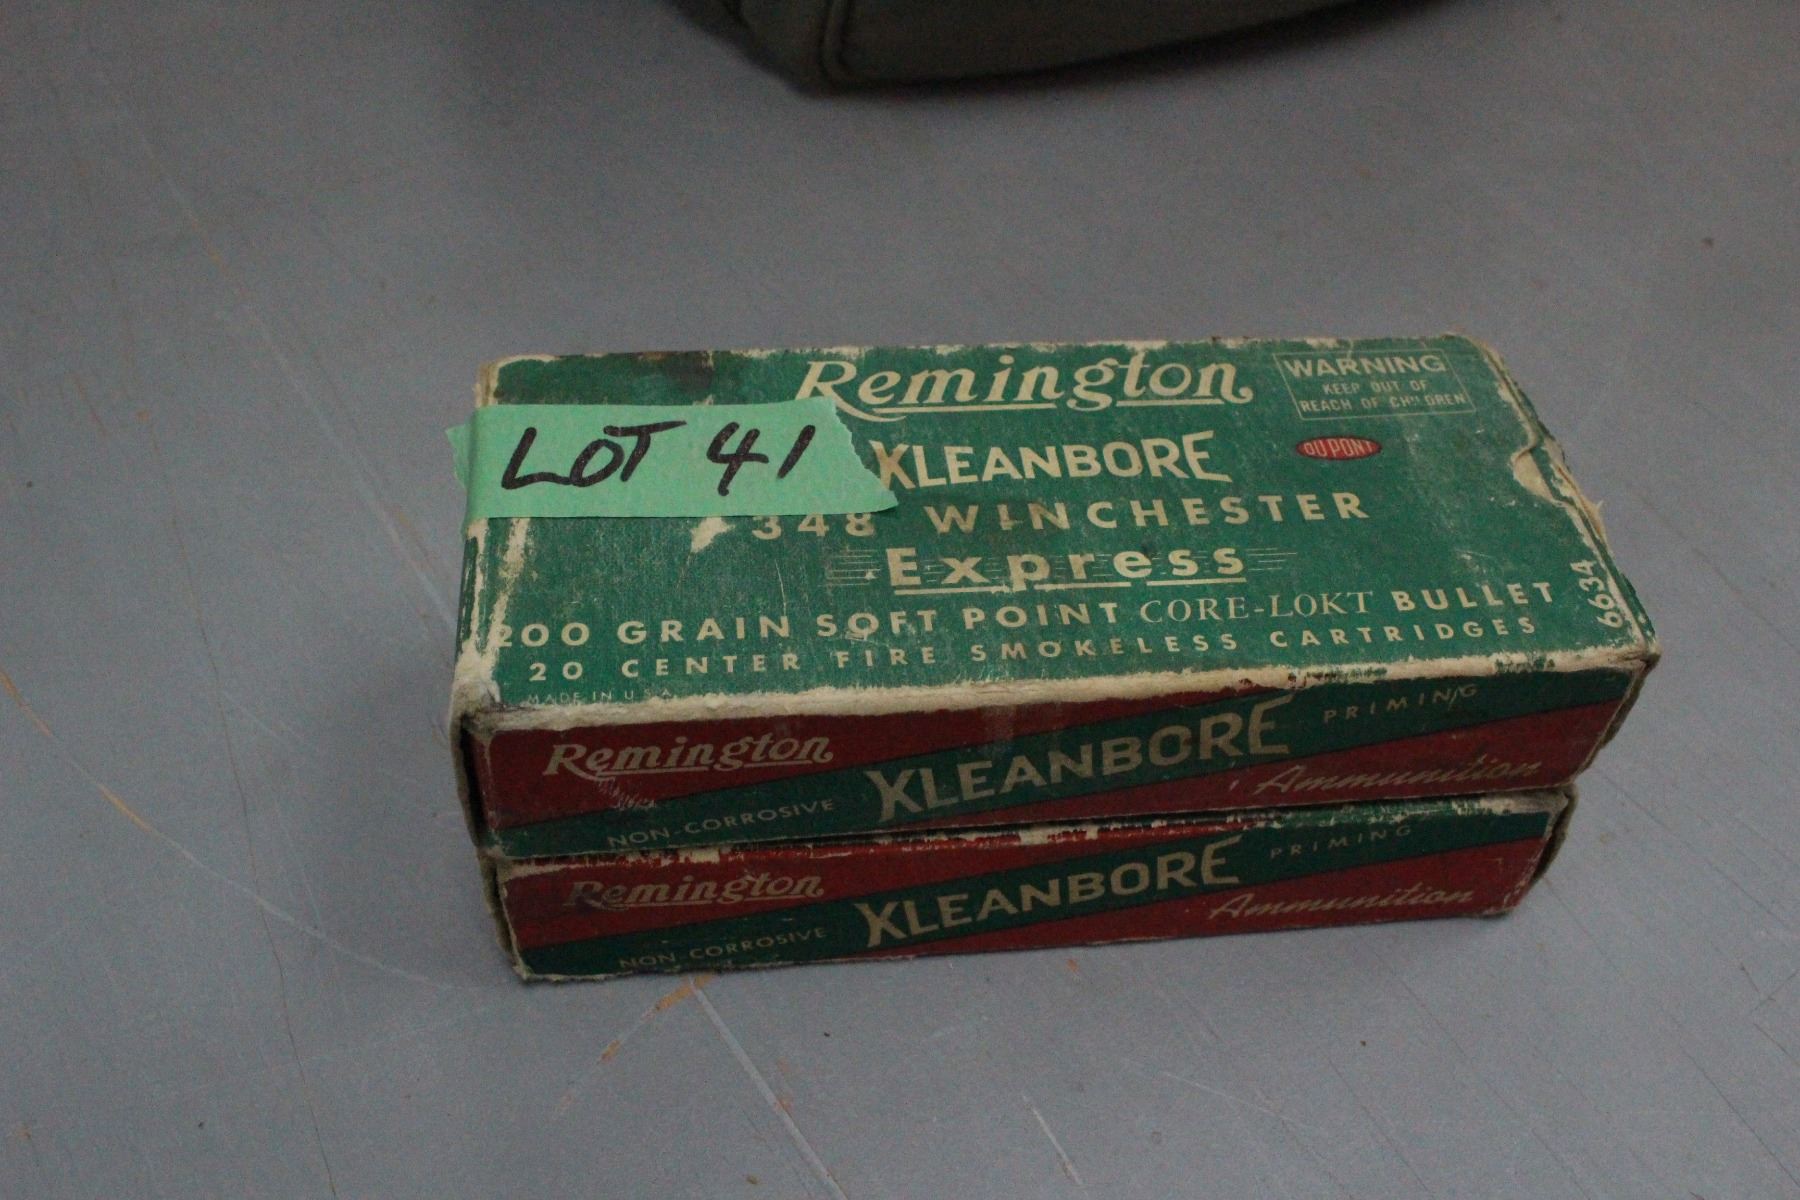 Remington
WARNING
KEEP OUT OF
REACH OF CHILDREN
LOT 41
KLEANBORE
DU PONT
348 WINCHESTER
Express
200 GRAIN SOFT POINT CORE-LOKT BULLET
20 CENTER FIRE SMOKELESS CARTRIDGES
6634
MADE IN U.S.A.
Remington
NON-CORROSIVE KLEANBORE PRIMING
Ammunition
Remington
NON-CORROSIVE KLEANBORE PRIMING
Ammunition